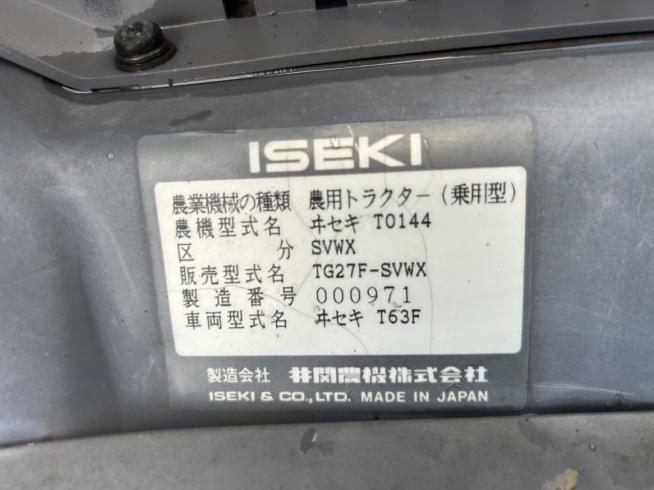 ISEKI
農業機械の種類 農用トラクター(乗用型)
農機型式名 ヰセキ T0144
区分 SVWX
販売型式名 TG27F-SVWX
製造番号 000971
車両型式名 ヰセキ T63F
製造会社 井関農機株式会社
ISEKI & CO., LTD. MADE IN JAPAN